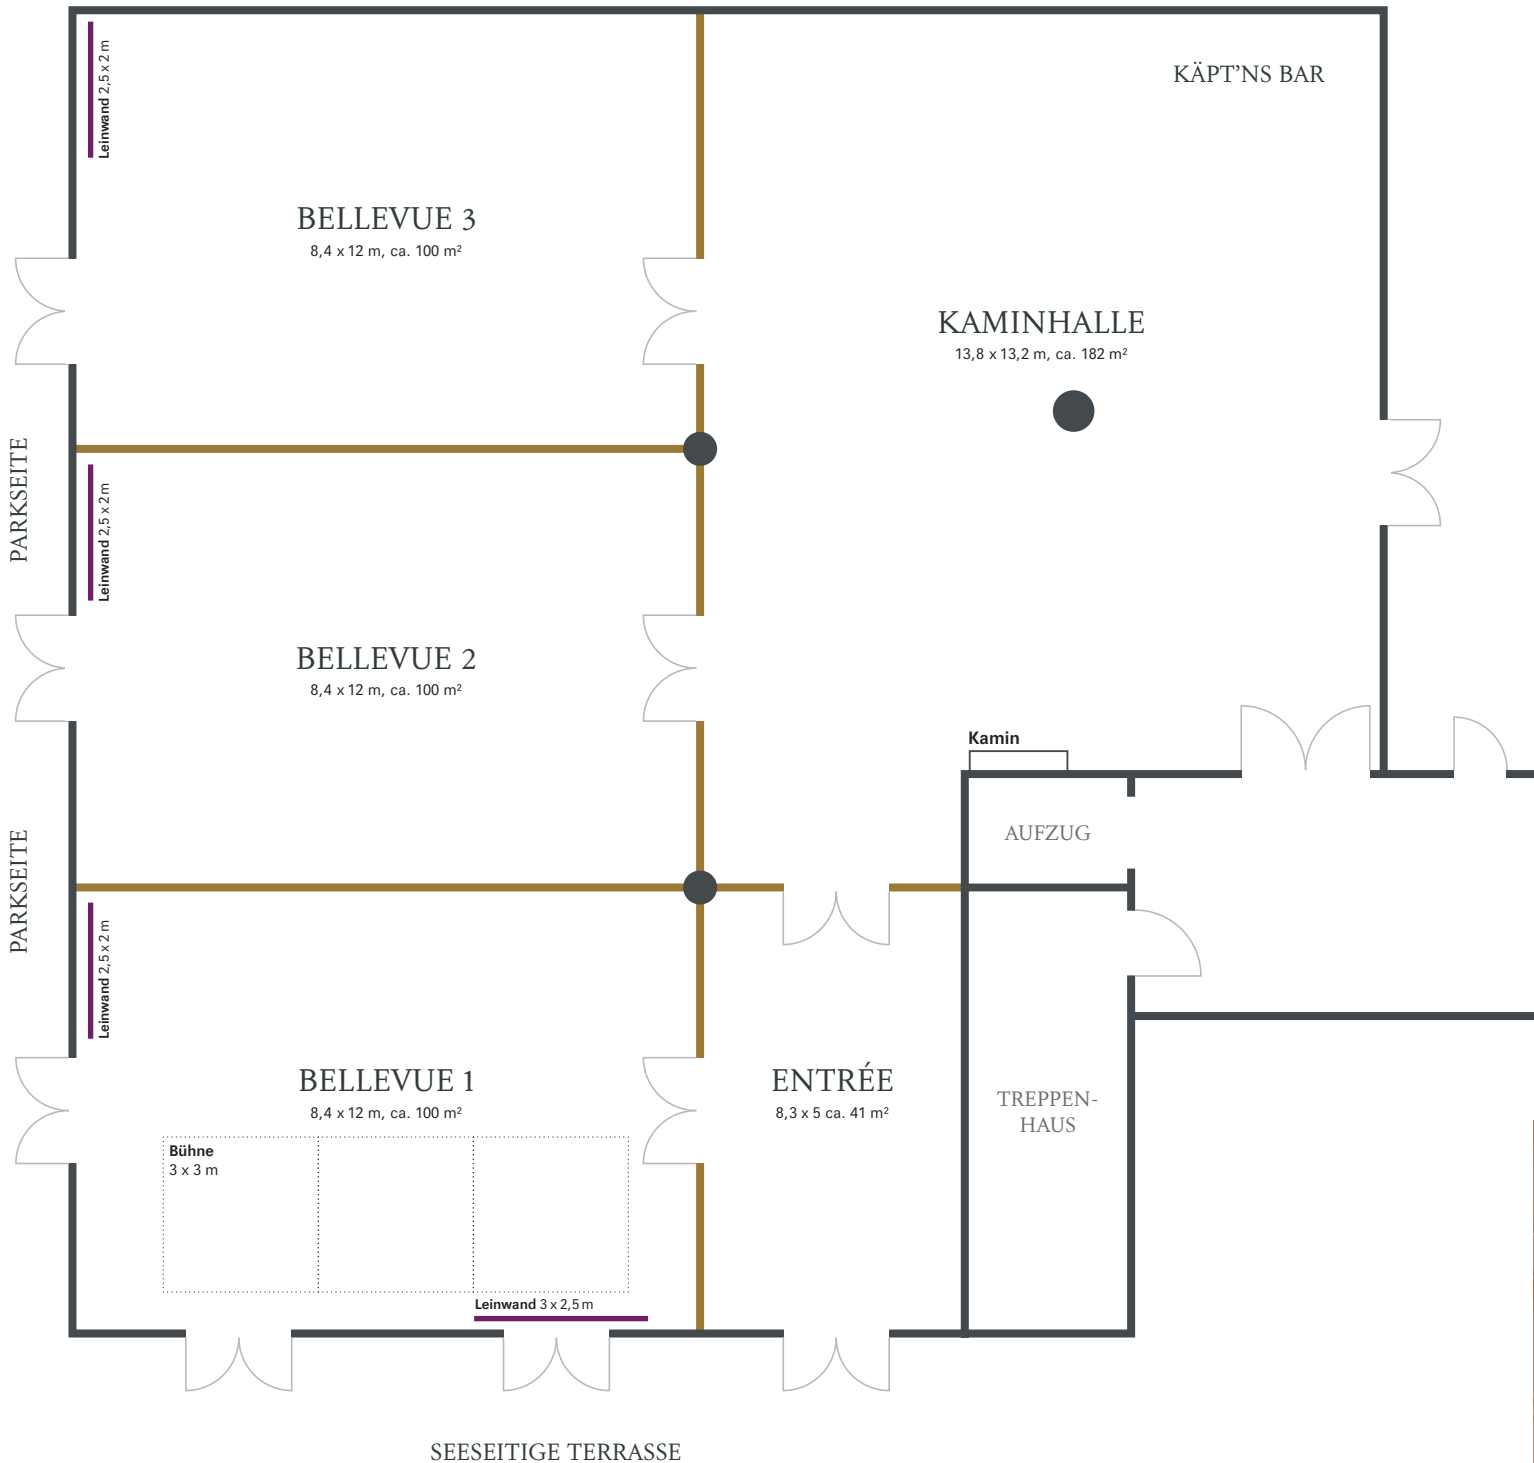 KÄPT’NS BAR
Leinwand 2,5 x 2 m
BELLEVUE 3
8,4 x 12 m, ca. 100 m²
KAMINHALLE
13,8 x 13,2 m, ca. 182 m²
PARKSEITE
Leinwand 2,5 x 2 m
BELLEVUE 2
8,4 x 12 m, ca. 100 m²
Kamin
AUFZUG
PARKSEITE
Leinwand 2,5 x 2 m
BELLEVUE 1
8,4 x 12 m, ca. 100 m²
ENTRÉE
8,3 x 5 ca. 41 m²
TREPPEN-
HAUS
Bühne
3 x 3 m
Leinwand 3 x 2,5 m
SEESEITIGE TERRASSE